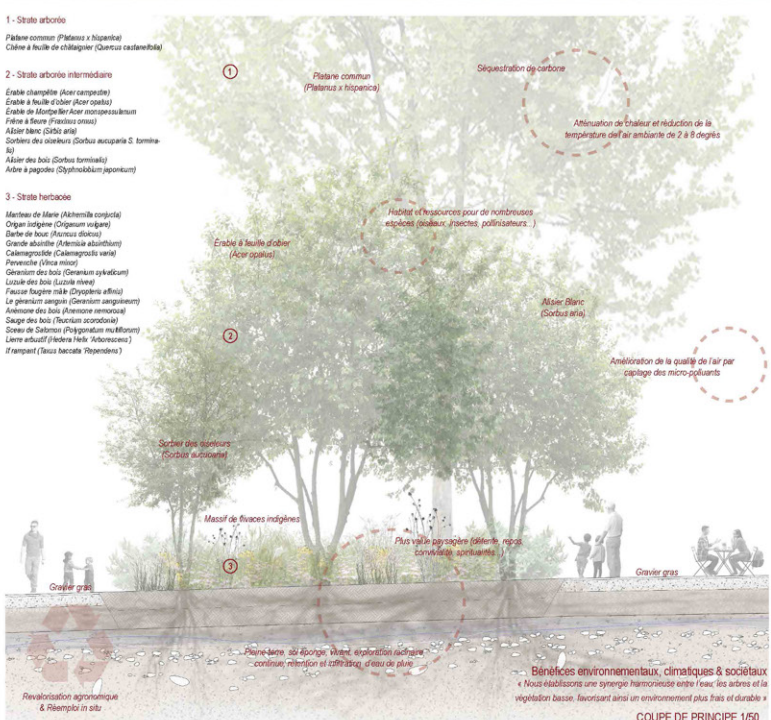 1 - Strate arborée
Platane commun (Platanus x hispanica)
Chêne à feuille de châtaignier (Quercus castaneifolia)
2 - Strate arborée intermédiaire
Érable champêtre (Acer campestre)
Érable à feuille d'obier (Acer opalus)
Érable de Montpellier Acer monspessulanum
Frêne à fleurs (Fraxinus ornus)
Alisier blanc (Sirbis aria)
Sorbiers des oiseleurs (Sorbus aucuparia S. tormina-
lis)
Alisier des bois (Sorbus torminalis)
Arbre à pagodes (Styphnolobium japonicum)
3 - Strate herbacée
Manteau de Marie (Alchemilla conjucta)
Origan indigène (Origanum vulgare)
Barbe de bouc (Aruncus dioicus)
Grande absinthe (Artemisia absinthium)
Calamagrostide (Calamagrostis varia)
Pervenche (Vinca minor)
Géranium des bois (Geranium sylvaticum)
Luzule des bois (Luzula nivea)
Fausse fougère mâle (Dryopteris affinis)
Le géranium sanguin (Geranium sanguineum)
Anémone des bois (Anemone nemorosa)
Sauge des bois (Teucrium scorodonia)
Sceau de Salomon (Polygonatum multiflorum)
Lierre arbustif (Hedera Helix 'Arborescens')
If rampant (Taxus baccata 'Rependens')
1
Platane commun
(Platanus x hispanica)
Séquestration de carbone
Atténuation de chaleur et réduction de la
température dell'air ambiante de 2 à 8 degrés
Habitat et ressources pour de nombreuses
espèces (oiseaux, insectes, pollinisateurs...)
Érable à feuille d'obier
(Acer opalus)
Alisier Blanc
(Sorbus aria)
2
Amélioration de la qualité de l'air par
captage des micro-polluants
Sorbier des oiseleurs
(Sorbus aucuparia)
Massif de vivaces indigènes
Plus value paysagère (détente, repos,
convivialité, spiritualités
3
Gravier gras
Gravier gras
Pleine-terre, sol éponge, vivant, exploration racinaire
continue, rétention et infiltration d'eau de pluie
Revalorisation agronomique
& Réemploi in situ
Bénéfices environnementaux, climatiques & sociétaux
« Nous établissons une synergie harmonieuse entre l'eau, les arbres et la
végétation basse, favorisant ainsi un environnement plus frais et durable »
COUPE DE PRINCIPE 1/50